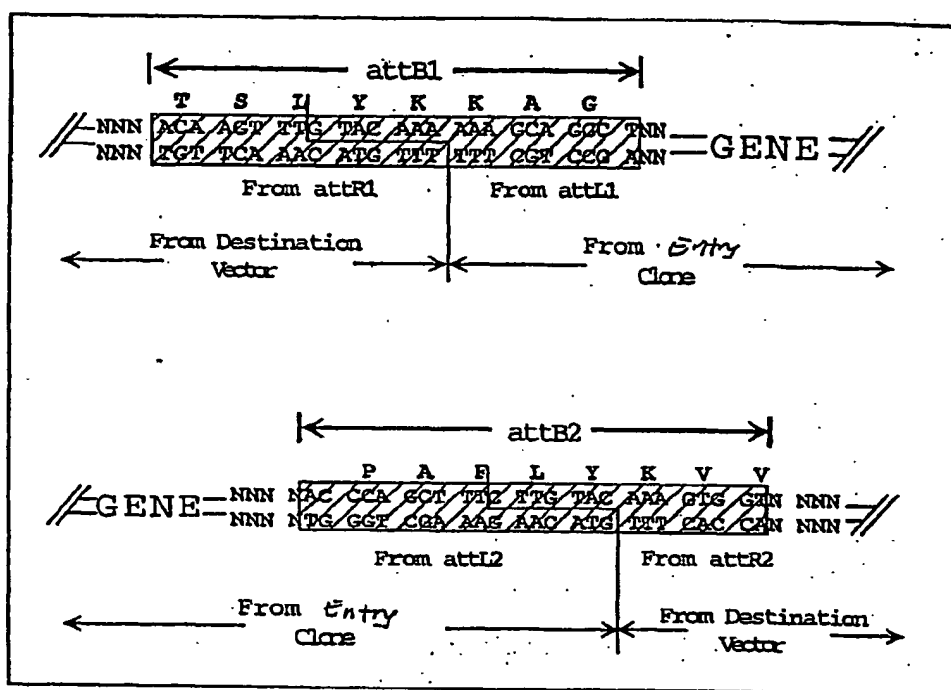 attB1
T S L Y K K A G
NNN ACA AGT TTG TAC AAA AAA GCA GGC TNN GENE
NNN TGT TCA AAC ATG TTT TTT CGT CCG ANN
From attR1 From attL1
From Destination
Vector
From Entry
Clone
attB2
P A F L Y K V V
GENE NNN NAC CCA GCT TTC TTG TAC AAA GTG GTN NNN
NNN NTG GGT CGA AAG AAC ATG TTT CAC CAN NNN
From attL2 From attR2
From Entry
Clone
From Destination
Vector